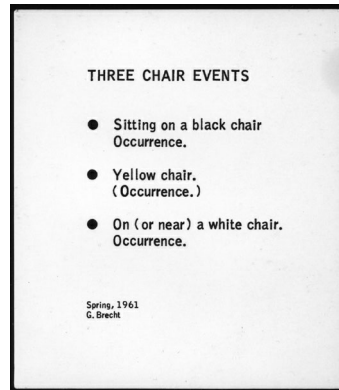 THREE CHAIR EVENTS
● Sitting on a black chair
Occurrence.
● Yellow chair.
(Occurrence.)
● On (or near) a white chair.
Occurrence.
Spring, 1961
G. Brecht